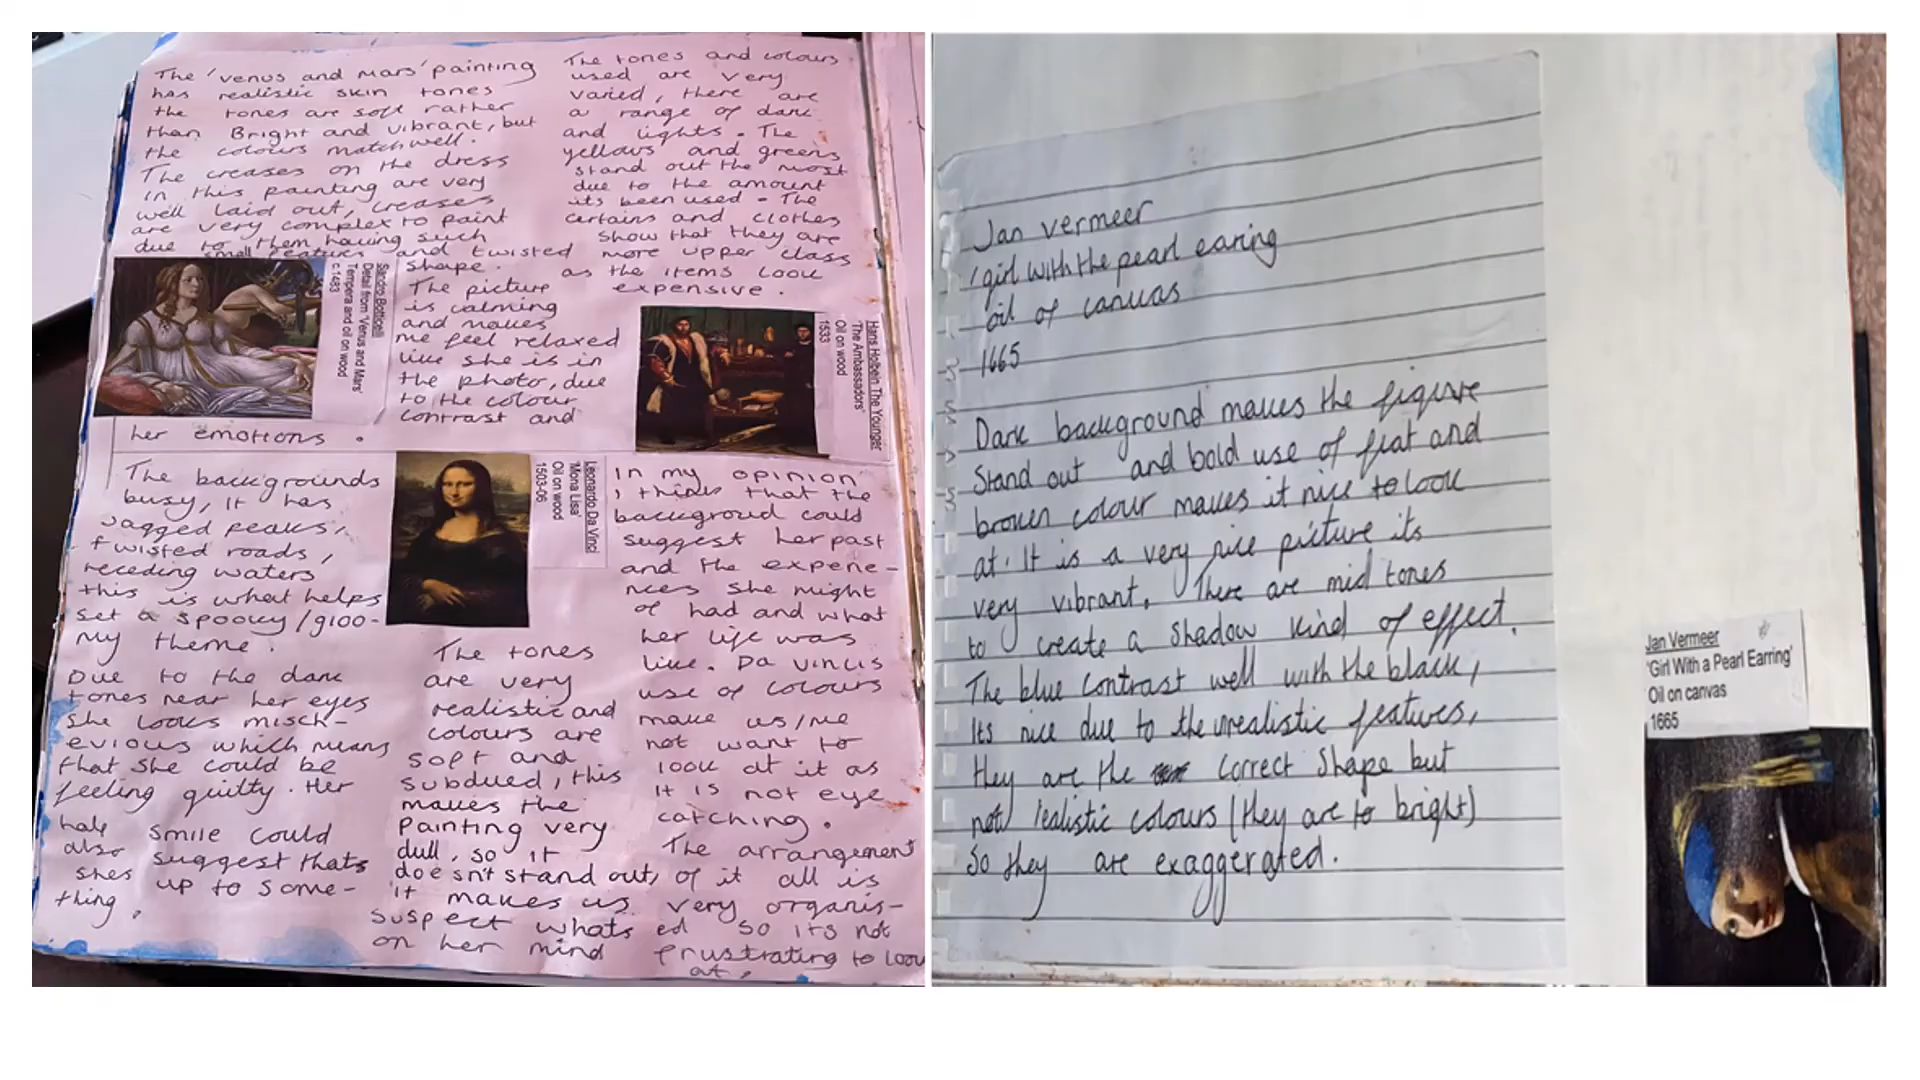 The 'venus and Mars' painting
has realistic skin tones
the tones are soft rather
than Bright and vibrant, but
the colours match well.
The creases on the dress
in this painting are very
well laid out, creases
are very complex to paint
due to them having such
small features and twisted
shape.
The picture
is calming
and makes
me feel relaxed
like she is in
the photo, due
to the colour
contrast and
her emotions.
Sandro Botticelli
Detail from 'Venus and Mars'
Tempera and oil on wood
c.1483
The tones and colours
used are very
varied, there are
a range of dark
and lights. The
yellows and greens
stand out the most
due to the amount
its been used. The
certains and clothes
show that they are
more upper class
as the items look
expensive.
Hans Holbein The Younger
'The Ambassadors'
1533
Oil on wood
The backgrounds
busy, it has
Jagged peaks,
twisted roads,
receding waters
this is what helps
set a spooky/gloo-
my theme.
Due to the dark
tones near her eyes
She looks misch-
evious which means
that she could be
feeling guilty. Her
half smile could
also suggest thats
shes up to some-
thing.
Leonardo Da Vinci
'Mona Lisa'
Oil on wood
1503-06
The tones
are very
realistic and
colours are
soft and
subdued, this
makes the
painting very
dull, so it
doesn't stand out,
it makes us
suspect whats
on her mind
In my opinion
I think that the
backgroud could
suggest her past
and the experie-
nces she might
of had and what
her life was
like. Da vincis
use of colours
make us/me
not want to
look at it as
it is not eye
catching.
The arrangement
of it all is
very organis-
ed so its not
frustrating to look
at,
Jan Vermeer
'girl with the pearl earing
oil of canvas
1665
Dark background makes the figure
Stand out and bold use of flat and
broken colour makes it nice to look
at. It is a very nice picture its
very vibrant. There are mid tones
to create a shadow kind of effect.
The blue contrast well with the black,
Its nice due to the unrealistic features,
they are the correct shape but
not realistic colours (they are to bright)
So they are exaggerated.
Jan Vermeer
'Girl With a Pearl Earring'
Oil on canvas
1665